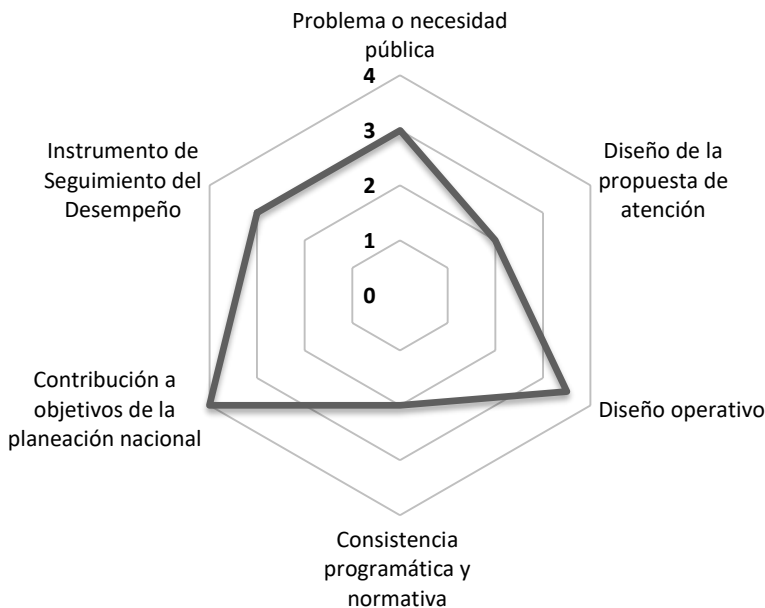 Problema o necesidad
pública
4
3
2
1
0
Diseño de la
propuesta de
atención
Diseño operativo
Consistencia
programática y
normativa
Contribución a
objetivos de la
planeación nacional
Instrumento de
Seguimiento del
Desempeño